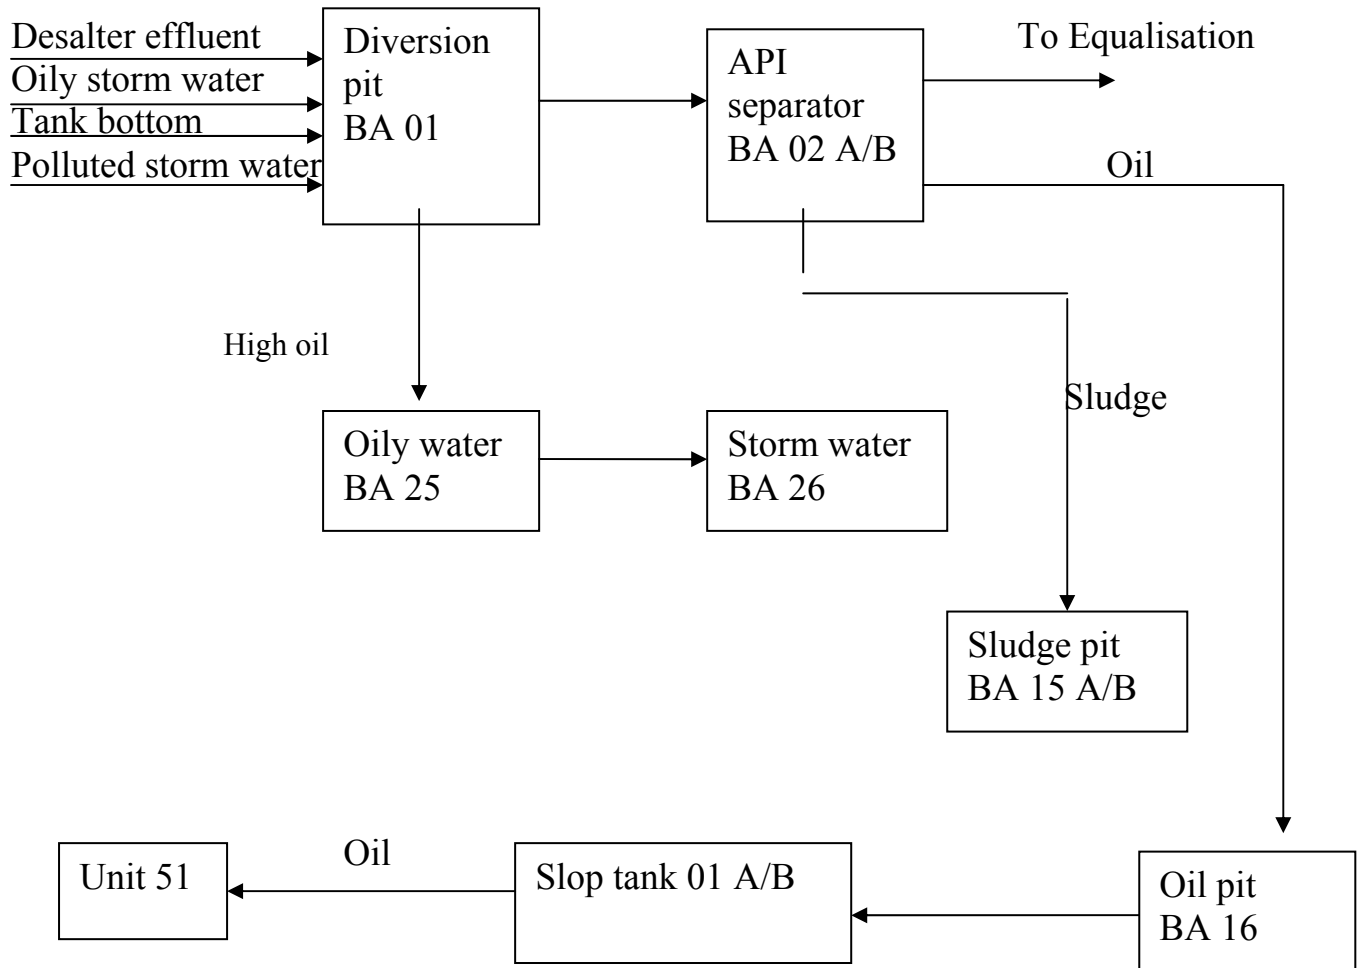 Desalter effluent
Oily storm water
Tank bottom
Polluted storm water
Diversion
pit
BA 01
API
separator
BA 02 A/B
To Equalisation
Oil
High oil
Sludge
Oily water
BA 25
Storm water
BA 26
Sludge pit
BA 15 A/B
Unit 51
Oil
Slop tank 01 A/B
Oil pit
BA 16